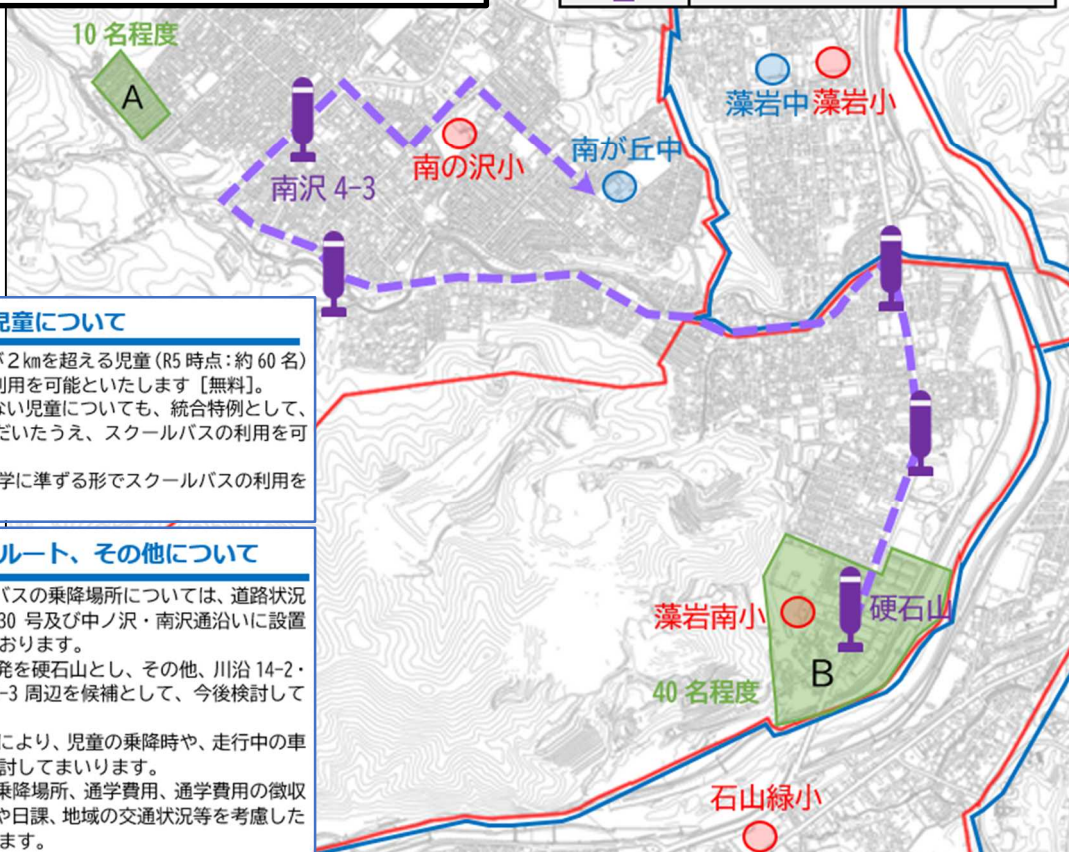 10 名程度
A
藻岩中
藻岩小
南が丘中
南の沢小
南沢 4-3
児童について
が２㎞を超える児童（R5 時点：約 60 名）
利用を可能といたします［無料］。
ない児童についても、統合特例として、
だいたうえ、スクールバスの利用を可
学に準ずる形でスクールバスの利用を
ルート、その他について
バスの乗降場所については、道路状況
30 号及び中ノ沢・南沢通沿いに設置
おります。
発を硬石山とし、その他、川沿 14-2・
-3 周辺を候補として、今後検討して
により、児童の乗降時や、走行中の車
討してまいります。
乗降場所、通学費用、通学費用の徴収
や日課、地域の交通状況等を考慮した
ます。
藻岩南小
硬石山
B
40 名程度
石山緑小